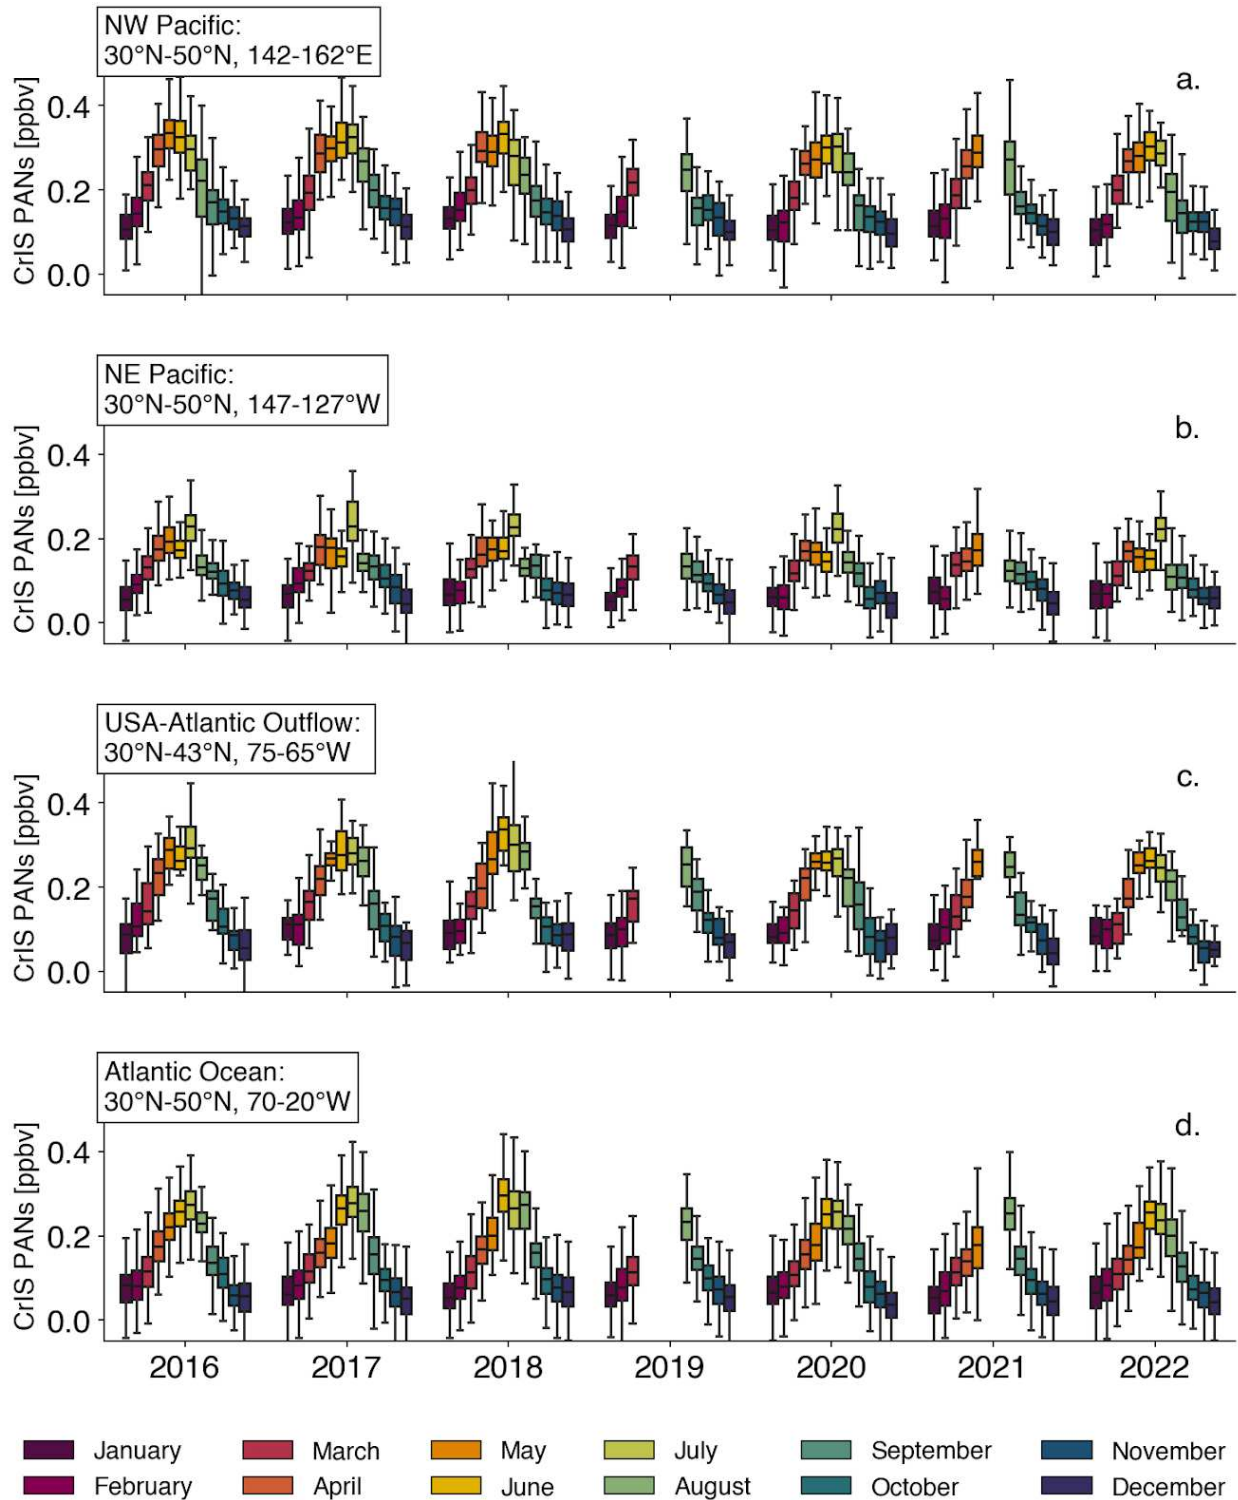 NW Pacific:
30°N-50°N, 142-162°E
a.
CrIS PANs [ppbv]
0.4
0.2
0.0
NE Pacific:
30°N-50°N, 147-127°W
b.
CrIS PANs [ppbv]
0.4
0.2
0.0
USA-Atlantic Outflow:
30°N-43°N, 75-65°W
c.
CrIS PANs [ppbv]
0.4
0.2
0.0
Atlantic Ocean:
30°N-50°N, 70-20°W
d.
CrIS PANs [ppbv]
0.4
0.2
0.0
2016 2017 2018 2019 2020 2021 2022
January March May July September November
February April June August October December